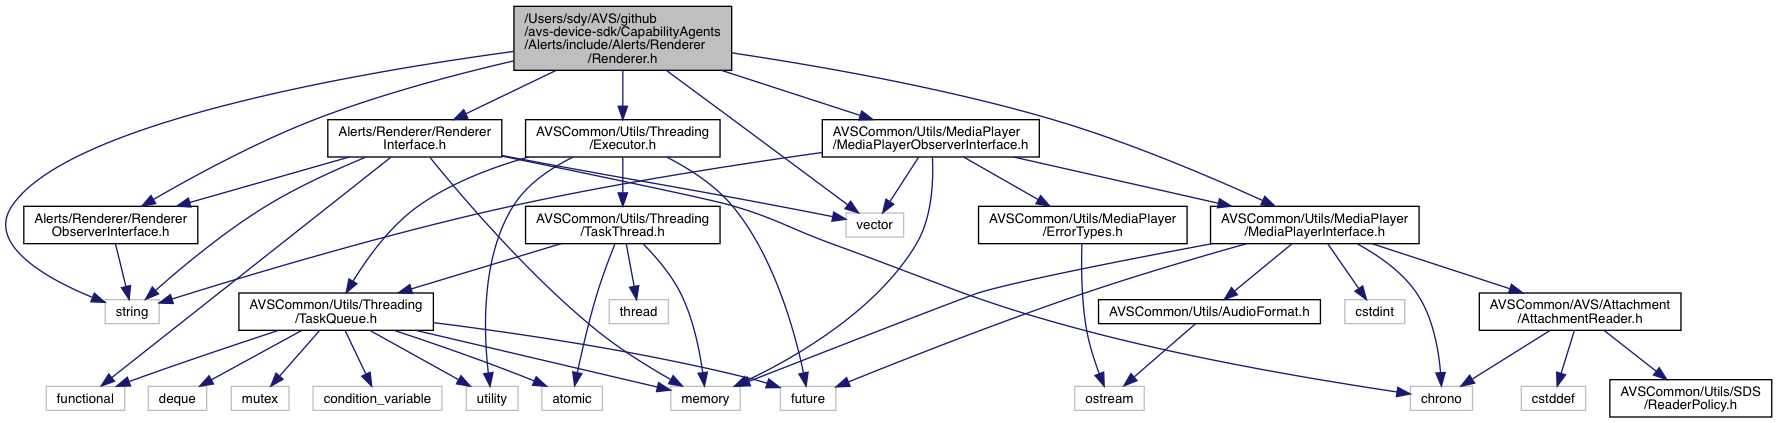 /Users/sdy/AVS/github
/avs-device-sdk/CapabilityAgents
/Alerts/include/Alerts/Renderer
/Renderer.h
Alerts/Renderer/Renderer
Interface.h
AVSCommon/Utils/Threading
/Executor.h
AVSCommon/Utils/MediaPlayer
/MediaPlayerObserverInterface.h
Alerts/Renderer/Renderer
ObserverInterface.h
AVSCommon/Utils/Threading
/TaskThread.h
vector
AVSCommon/Utils/MediaPlayer
/ErrorTypes.h
AVSCommon/Utils/MediaPlayer
/MediaPlayerInterface.h
string
AVSCommon/Utils/Threading
/TaskQueue.h
thread
AVSCommon/Utils/AudioFormat.h
cstdint
AVSCommon/AVS/Attachment
/AttachmentReader.h
functional
deque
mutex
condition_variable
utility
atomic
memory
future
ostream
chrono
cstddef
AVSCommon/Utils/SDS
/ReaderPolicy.h